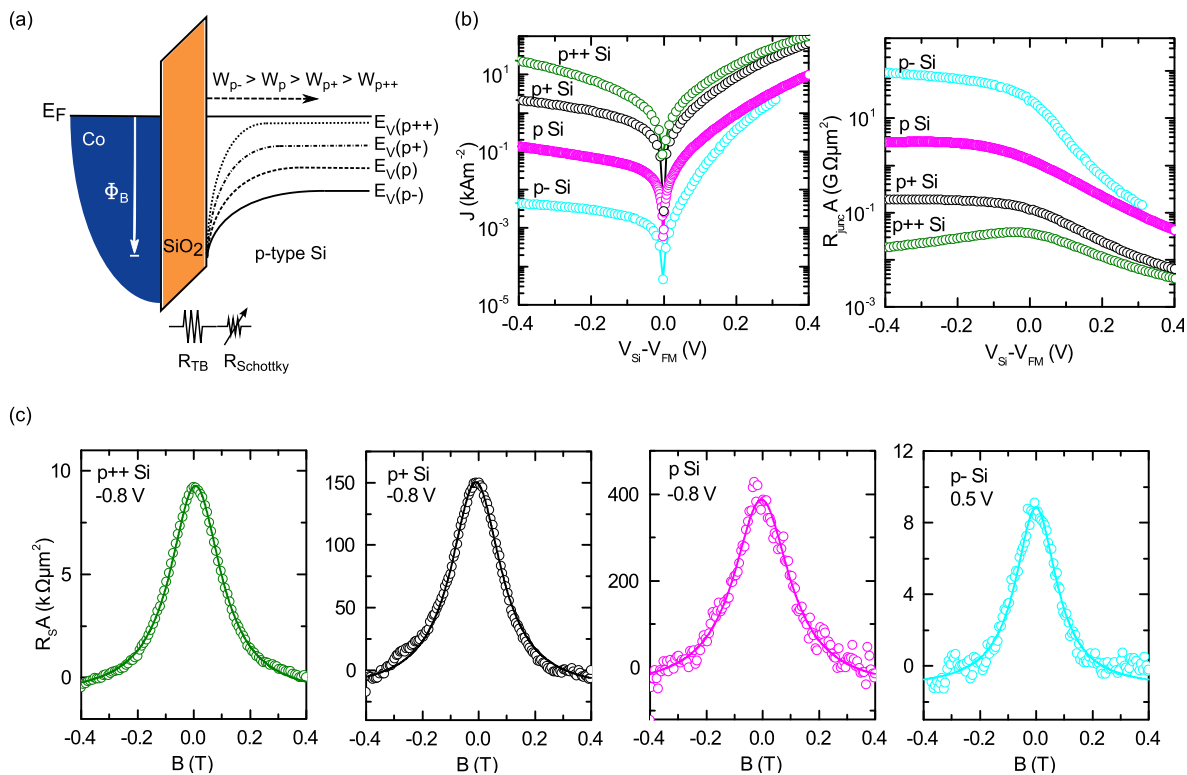 (a)
W_p- > W_p > W_p+ > W_p++
E_F
Co
Φ_B
SiO_2
E_V(p++)
E_V(p+)
E_V(p)
E_V(p-)
p-type Si
R_TB R_Schottky
(b)
J (kAm^-2)
10^1
10^-1
10^-3
10^-5
p++ Si
p+ Si
p Si
p- Si
-0.4 -0.2 0.0 0.2 0.4
V_Si-V_FM (V)
R_junc A (GΩµm^2)
10^1
10^-1
10^-3
p- Si
p Si
p+ Si
p++ Si
-0.4 -0.2 0.0 0.2 0.4
V_Si-V_FM (V)
(c)
R_S A (kΩµm^2)
10
5
0
p++ Si
-0.8 V
-0.4 -0.2 0.0 0.2 0.4
B (T)
150
100
50
0
p+ Si
-0.8 V
-0.4 -0.2 0.0 0.2 0.4
B (T)
400
200
0
p Si
-0.8 V
-0.4 -0.2 0.0 0.2 0.4
B (T)
12
8
4
0
p- Si
0.5 V
-0.4 -0.2 0.0 0.2 0.4
B (T)